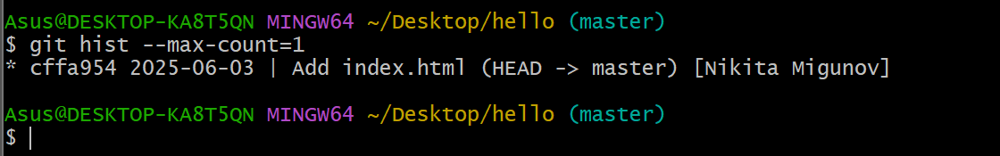 Asus@DESKTOP-KA8T5QN MINGW64 ~/Desktop/hello (master)
$ git hist --max-count=1
* cffa954 2025-06-03 | Add index.html (HEAD -> master) [Nikita Migunov]
Asus@DESKTOP-KA8T5QN MINGW64 ~/Desktop/hello (master)
$